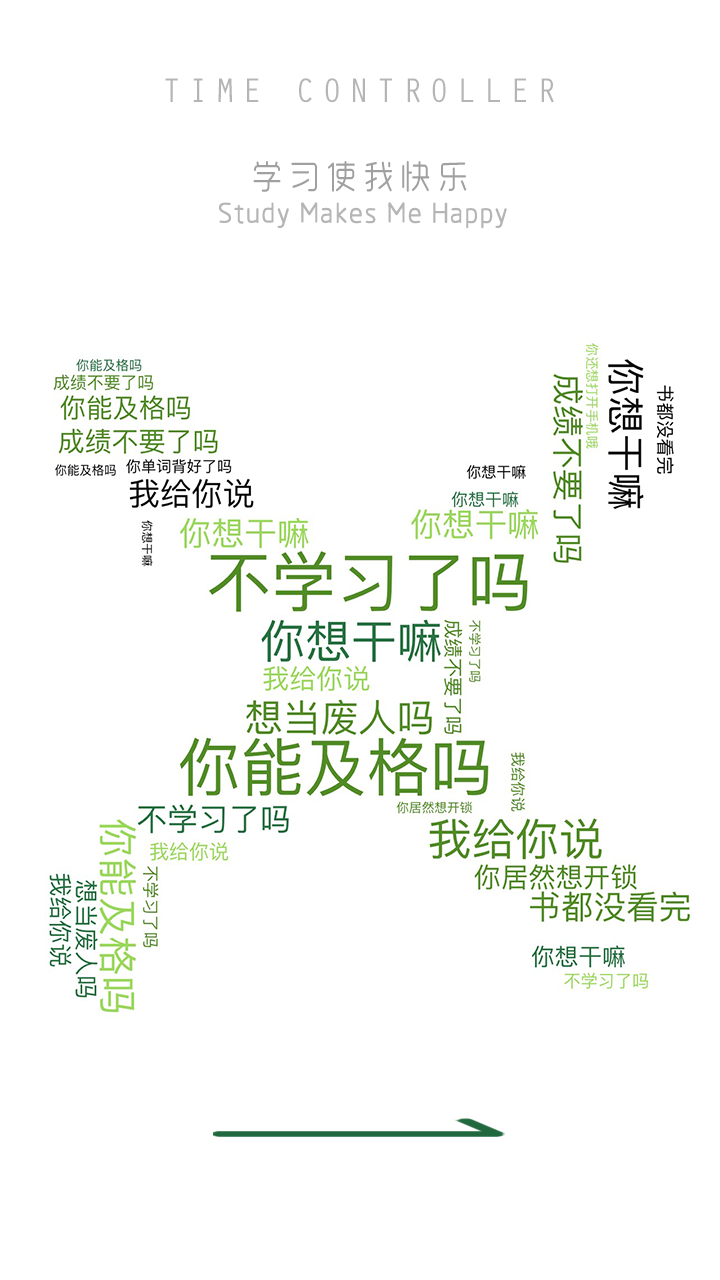 TIME CONTROLLER
学习使我快乐
Study Makes Me Happy
你能及格吗
成绩不要了吗
你能及格吗
成绩不要了吗
你能及格吗
你单词背好了吗
我给你说
你想干嘛
你想干嘛
你还想打开手机哦
成绩不要了吗
你想干嘛
书都没看完
你想干嘛
你想干嘛
你想干嘛
不学习了吗
你想干嘛
成绩不要了吗
不学习了吗
我给你说
想当废人吗
你能及格吗
我给你说
你居然想开锁
不学习了吗
我给你说
我给你说
你居然想开锁
书都没看完
你能及格吗
不学习了吗
想当废人吗
我给你说
你想干嘛
不学习了吗